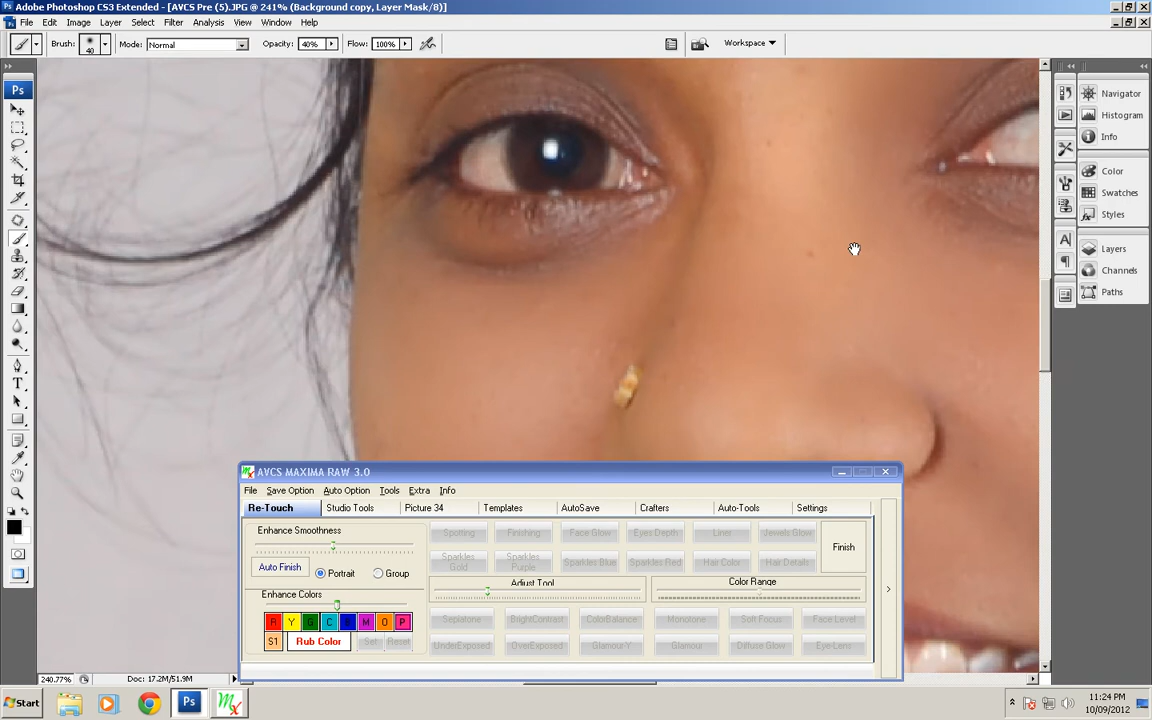 Adobe Photoshop CS3 Extended - [AVCS Pre (5).JPG @ 241% (Background copy, Layer Mask/8)]
File Edit Image Layer Select Filter Analysis View Window Help
Brush: 40 Mode: Normal Opacity: 40% Flow: 100% Workspace
Ps
Navigator
Histogram
Info
Color
Swatches
Styles
Layers
Channels
Paths
AVCS MAXIMA RAW 3.0
File Save Option Auto Option Tools Extra Info
Re-Touch Studio Tools Picture 34 Templates AutoSave Crafters Auto-Tools Settings
Enhance Smoothness
Auto Finish Portrait Group
Enhance Colors
R Y G C B M O P
S1 Rub Color Set Reset
Spotting Finishing Face Glow Eyes Depth Liner Jewels Glow Finish
Sparkles Gold Sparkles Purple Sparkles Blue Sparkles Red Hair Color Hair Details
Adjust Tool Color Range
Sepiatone BrightContrast ColorBalance Monotone Soft Focus Face Level
UnderExposed OverExposed Glamour-Y Glamour Diffuse Glow Eye-Lens
240.77% Doc: 17.2M/51.9M
Start Ps 11:24 PM
10/09/2012